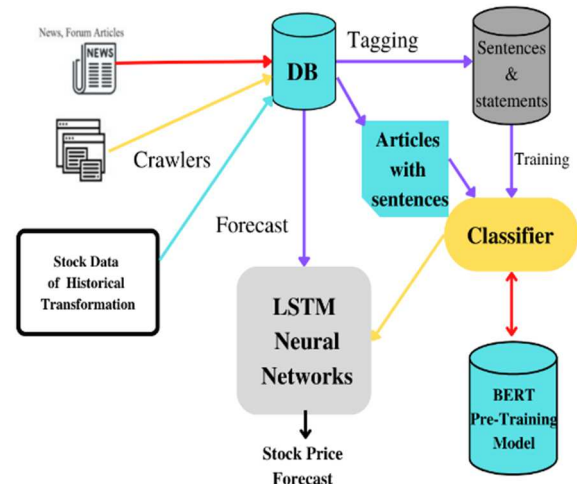 News, Forum Articles
NEWS
Crawlers
Stock Data
of Historical
Transformation
DB
Tagging
Sentences
&
statements
Articles
with
sentences
Training
Forecast
Classifier
LSTM
Neural
Networks
BERT
Pre-Training
Model
Stock Price
Forecast